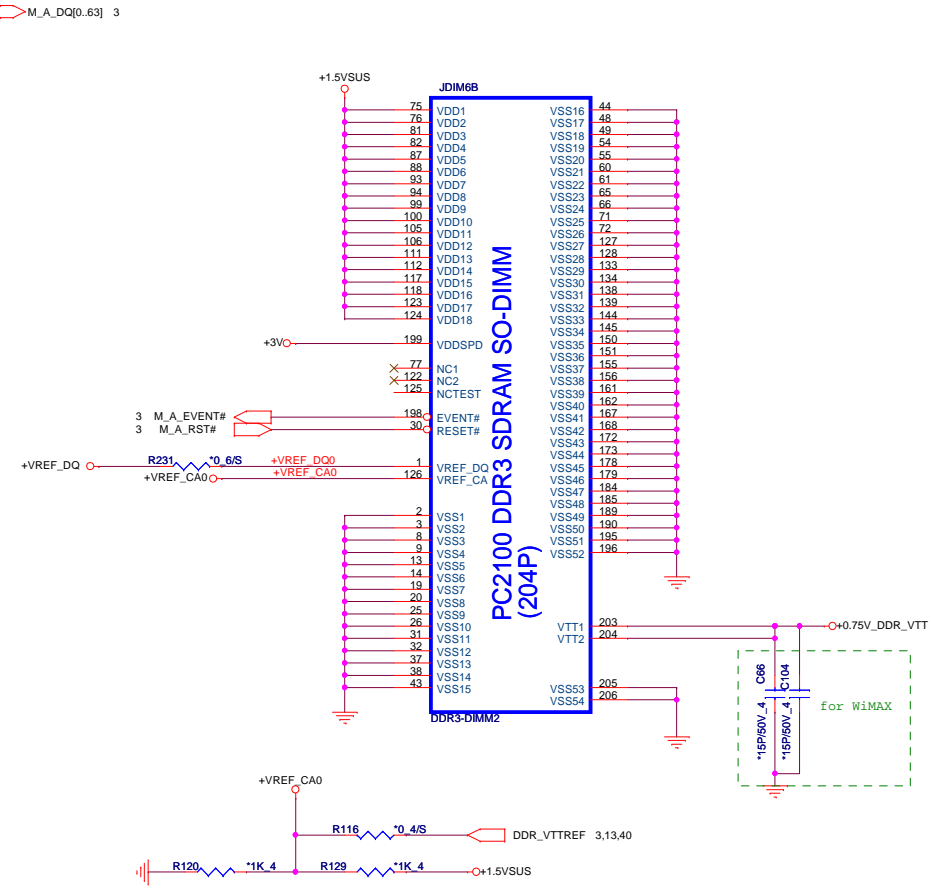 M_A_DQ[0..63] 3
+1.5VSUS
JDIM6B
75 VDD1 VSS16 44
76 VDD2 VSS17 48
81 VDD3 VSS18 49
82 VDD4 VSS19 54
87 VDD5 VSS20 55
88 VDD6 VSS21 60
93 VDD7 VSS22 61
94 VDD8 VSS23 65
99 VDD9 VSS24 66
100 VDD10 VSS25 71
105 VDD11 VSS26 72
106 VDD12 VSS27 127
111 VDD13 VSS28 128
112 VDD14 VSS29 133
117 VDD15 VSS30 134
118 VDD16 VSS31 138
123 VDD17 VSS32 139
124 VDD18 VSS33 144
VSS34 145
+3V 199 VDDSPD VSS35 150
VSS36 151
77 NC1 VSS37 155
122 NC2 VSS38 156
125 NCTEST VSS39 161
VSS40 162
3 M_A_EVENT# 198 EVENT# VSS41 167
3 M_A_RST# 30 RESET# VSS42 168
VSS43 172
VSS44 173
+VREF_DQ R231 *0_6/S +VREF_DQ0 1 VREF_DQ VSS45 178
+VREF_CA0 +VREF_CA0 126 VREF_CA VSS46 179
VSS47 184
VSS48 185
2 VSS1 VSS49 189
3 VSS2 VSS50 190
8 VSS3 VSS51 195
9 VSS4 VSS52 196
13 VSS5
14 VSS6
19 VSS7
20 VSS8
25 VSS9
26 VSS10 VTT1 203 +0.75V_DDR_VTT
31 VSS11 VTT2 204
32 VSS12
37 VSS13
38 VSS14
43 VSS15 VSS53 205
VSS54 206
PC2100 DDR3 SDRAM SO-DIMM
(204P)
DDR3-DIMM2
C66
*15P/50V_4
C104
*15P/50V_4
for WiMAX
+VREF_CA0
R116 *0_4/S DDR_VTTREF 3,13,40
R120 *1K_4 R129 *1K_4 +1.5VSUS